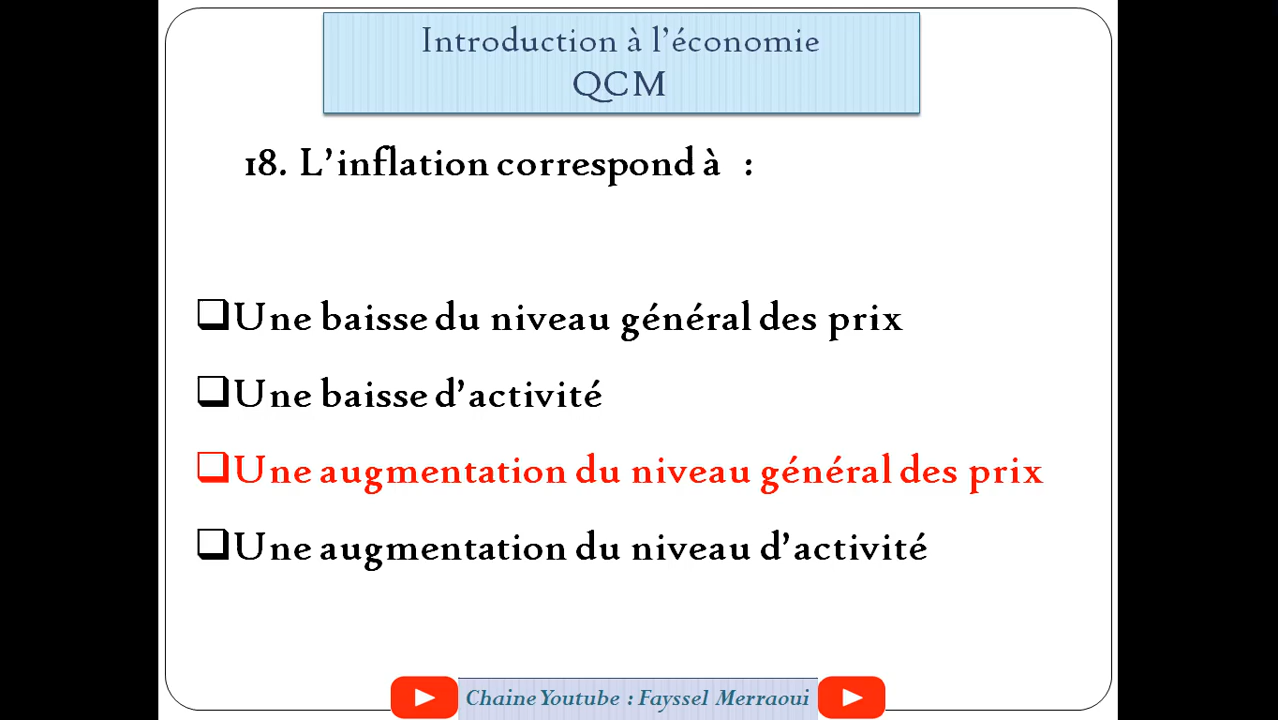 Introduction à l’économie
QCM
18. L’inflation correspond à :
❑Une baisse du niveau général des prix
❑Une baisse d’activité
❑Une augmentation du niveau général des prix
❑Une augmentation du niveau d’activité
Chaine Youtube : Fayssel Merraoui